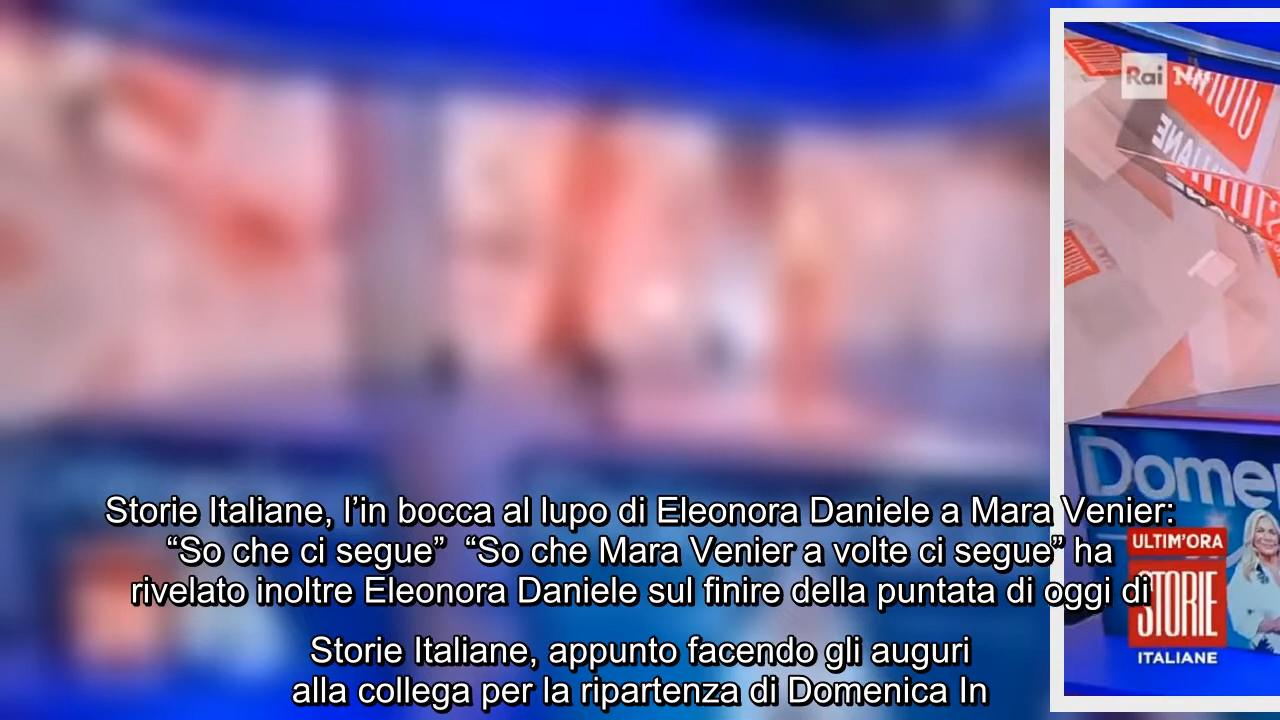 Rai
Dome
ULTIM'ORA
STORIE
ITALIANE
Storie Italiane, l’in bocca al lupo di Eleonora Daniele a Mara Venier:
“So che ci segue” “So che Mara Venier a volte ci segue” ha
rivelato inoltre Eleonora Daniele sul finire della puntata di oggi di
Storie Italiane, appunto facendo gli auguri
alla collega per la ripartenza di Domenica In